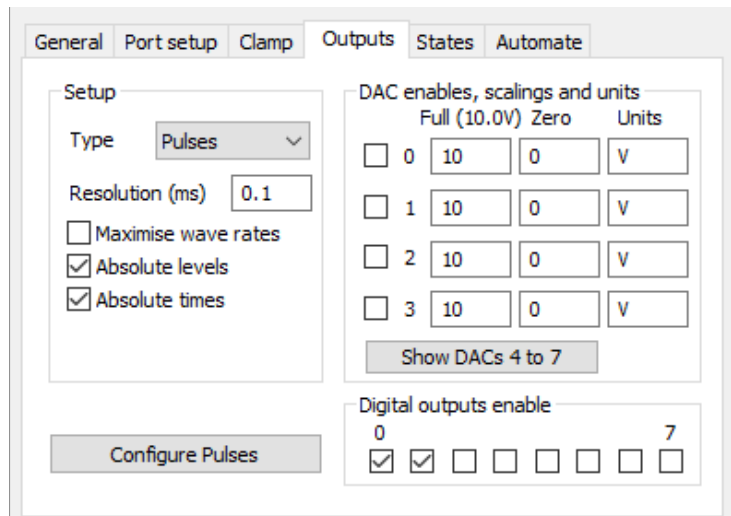 General Port setup Clamp Outputs States Automate
Setup
Type Pulses
Resolution (ms) 0.1
Maximise wave rates
Absolute levels
Absolute times
Configure Pulses
DAC enables, scalings and units
Full (10.0V) Zero Units
0 10 0 V
1 10 0 V
2 10 0 V
3 10 0 V
Show DACs 4 to 7
Digital outputs enable
0 7